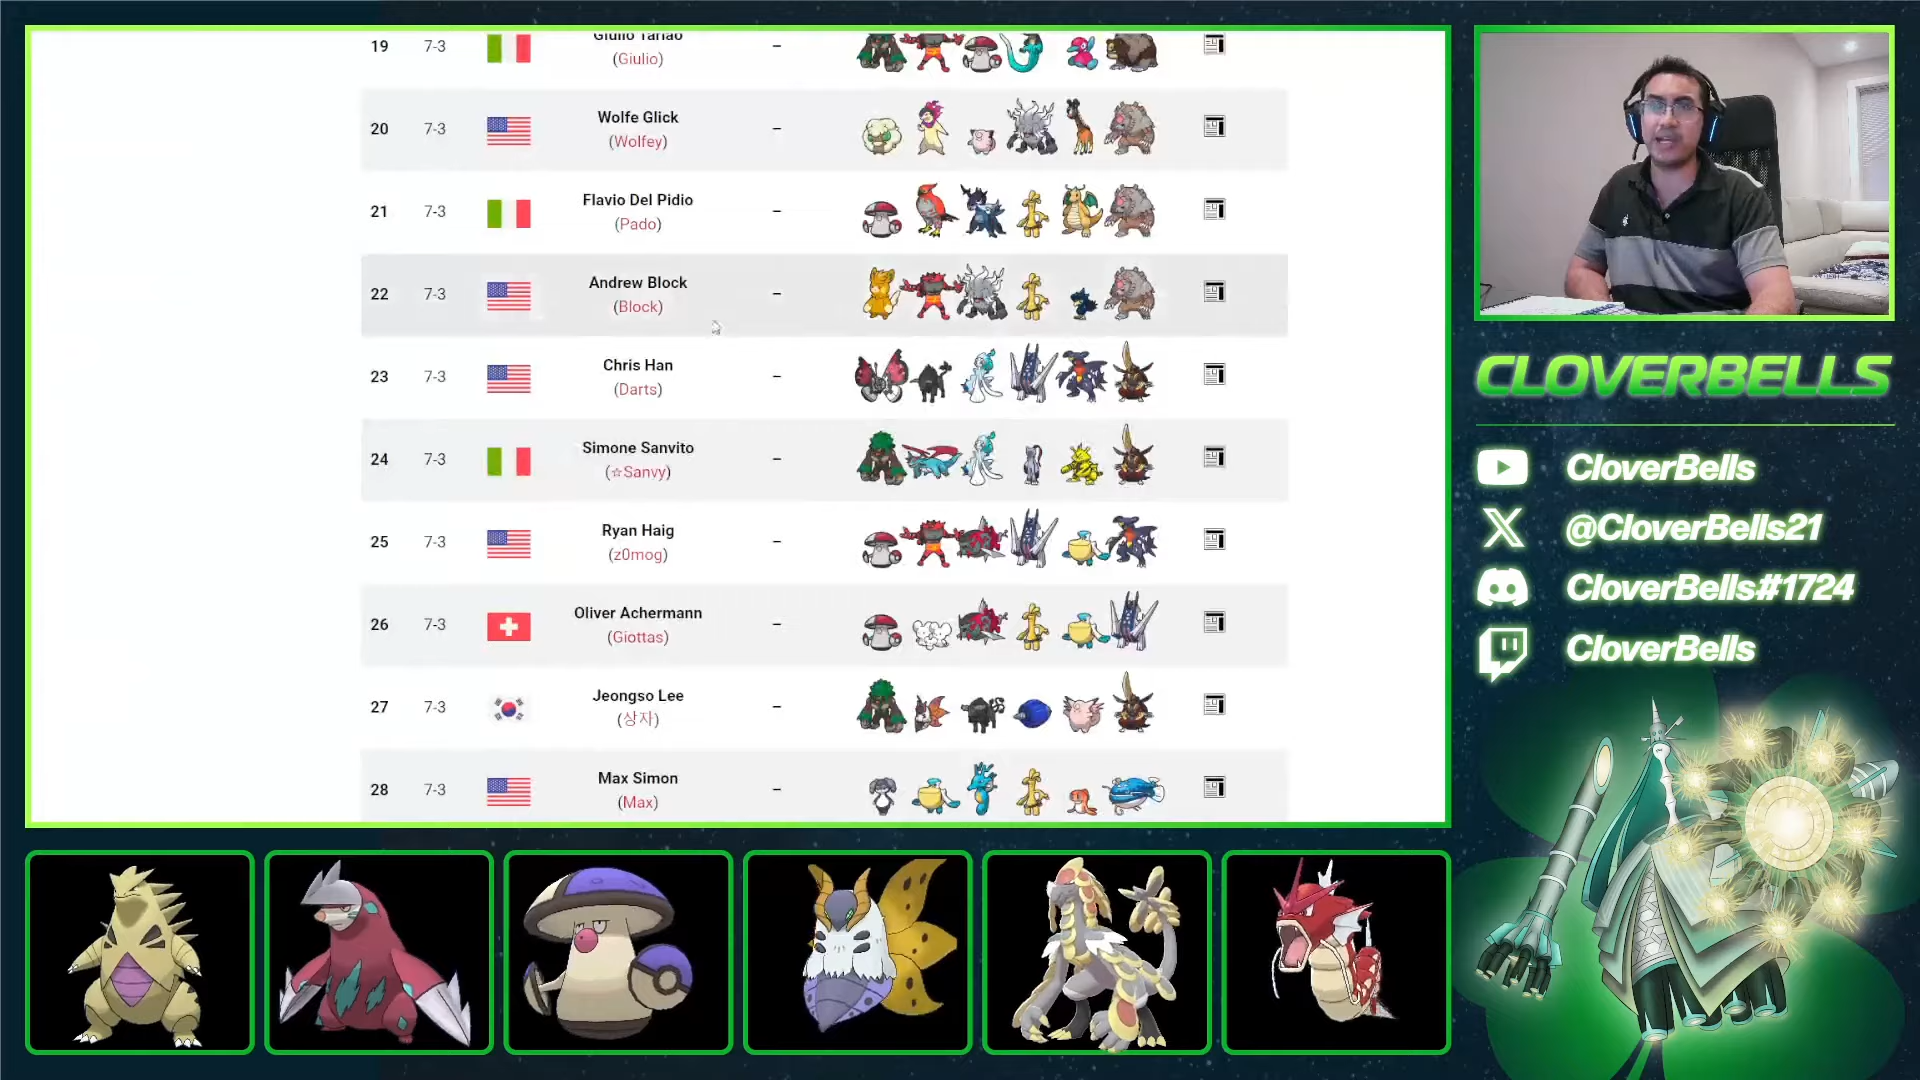 19 7-3 Giulio Tarlao –
(Giulio)
20 7-3 Wolfe Glick –
(Wolfey)
21 7-3 Flavio Del Pidio –
(Pado)
22 7-3 Andrew Block –
(Block)
23 7-3 Chris Han –
(Darts)
24 7-3 Simone Sanvito –
(☆Sanvy)
25 7-3 Ryan Haig –
(z0mog)
26 7-3 Oliver Achermann –
(Giottas)
27 7-3 Jeongso Lee –
(상자)
28 7-3 Max Simon –
(Max)
CLOVERBELLS
CloverBells
@CloverBells21
CloverBells#1724
CloverBells